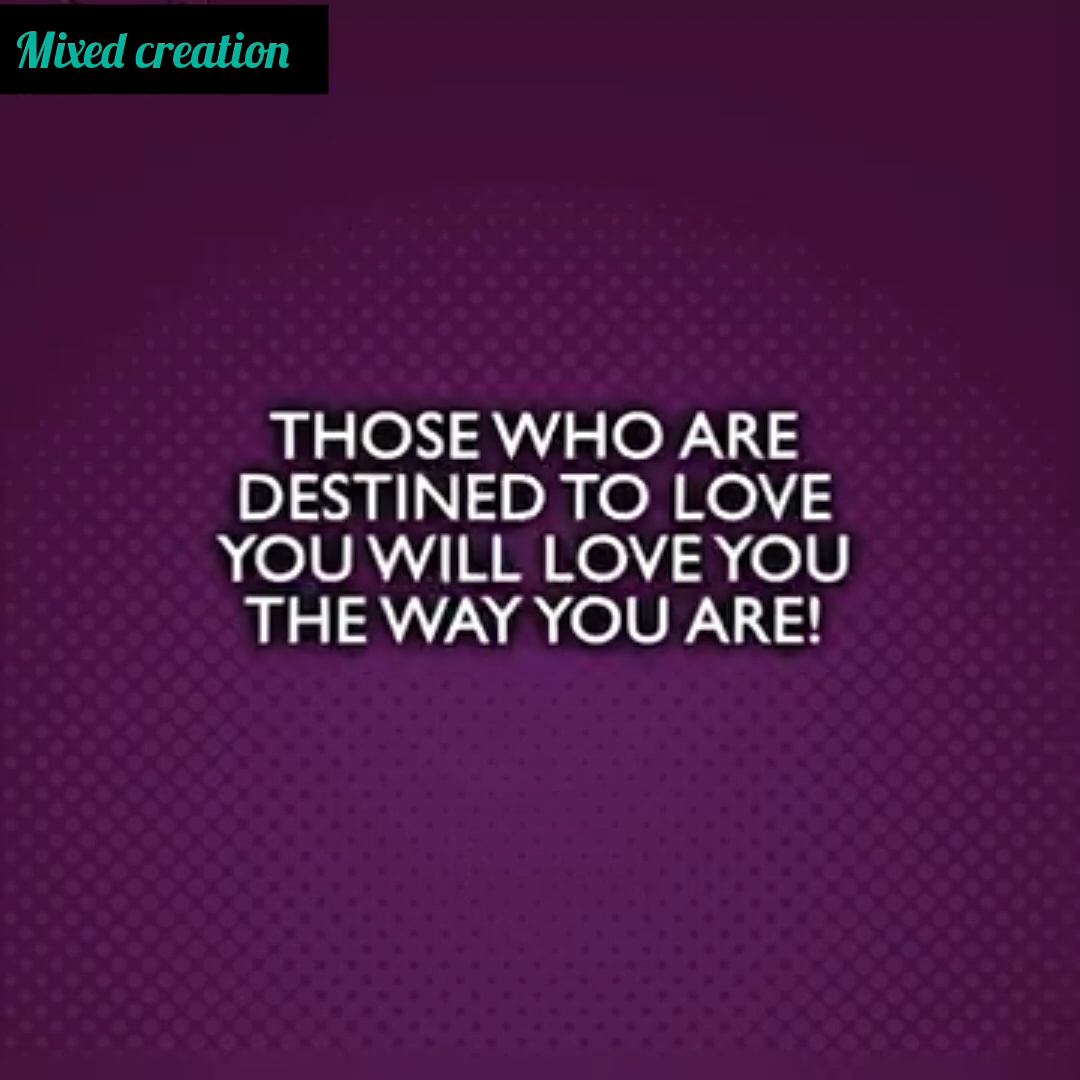 Mixed creation
THOSE WHO ARE
DESTINED TO LOVE
YOU WILL LOVE YOU
THE WAY YOU ARE!